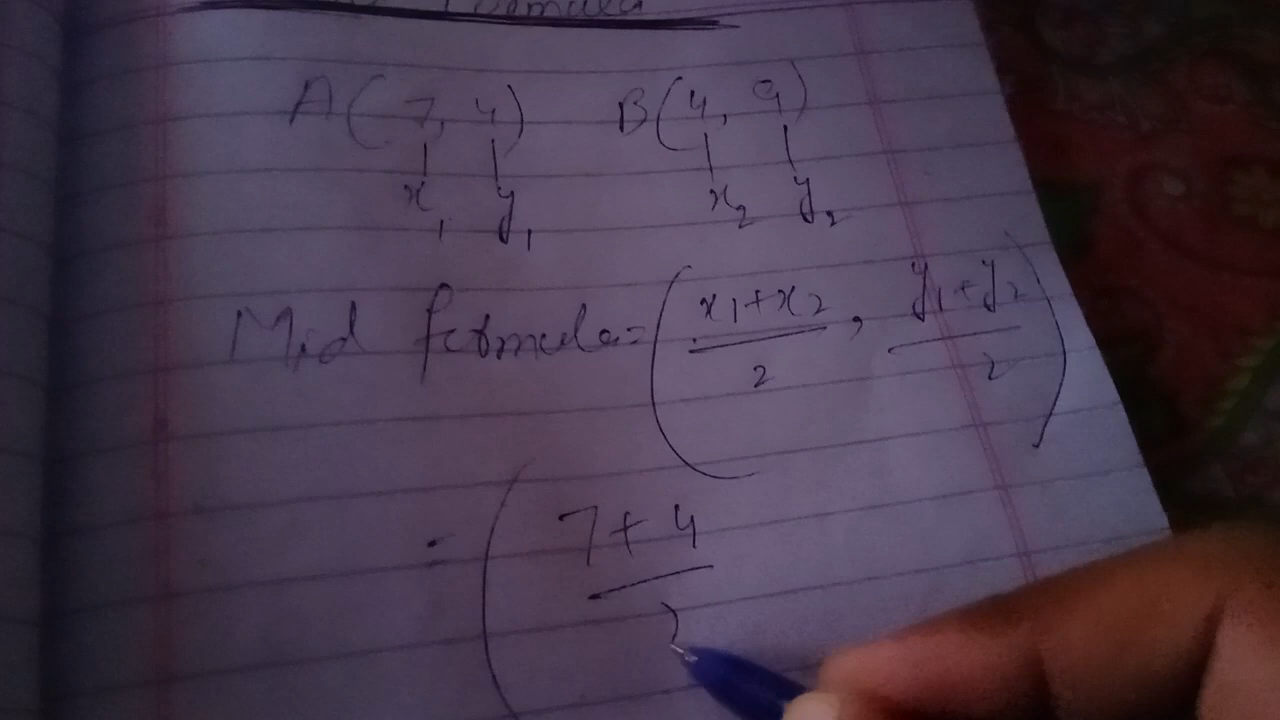 Formula
A(7, 4) B(4, 9)
x₁ y₁ x₂ y₂
Mid formula = (x₁+x₂/2, y₁+y₂/2)
= (7+4/2